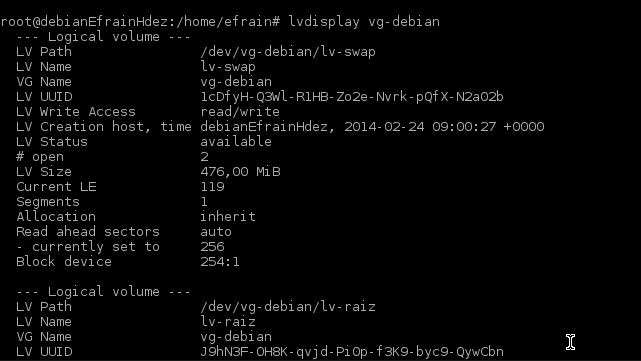 root@debianEfrainHdez:/home/efrain# lvdisplay vg-debian
--- Logical volume ---
LV Path                /dev/vg-debian/lv-swap
LV Name                lv-swap
VG Name                vg-debian
LV UUID                1cDfyH-Q3Wl-R1HB-Zo2e-Nvrk-pQfX-N2a02b
LV Write Access        read/write
LV Creation host, time debianEfrainHdez, 2014-02-24 09:00:27 +0000
LV Status              available
# open                 2
LV Size                476,00 MiB
Current LE             119
Segments               1
Allocation             inherit
Read ahead sectors     auto
- currently set to     256
Block device           254:1
--- Logical volume ---
LV Path                /dev/vg-debian/lv-raiz
LV Name                lv-raiz
VG Name                vg-debian
LV UUID                J9hN3F-OH8K-qvjd-Pi0p-f3K9-byc9-QywCbn